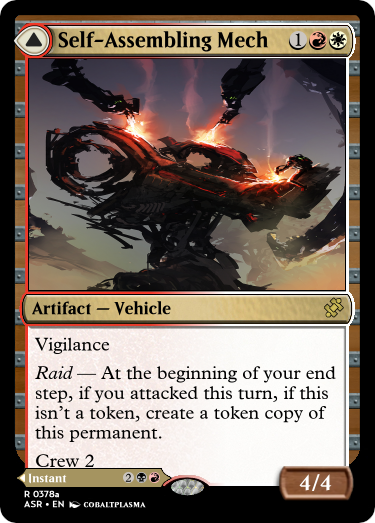 Self-Assembling Mech 1
Artifact — Vehicle
Vigilance
Raid — At the beginning of your end
step, if you attacked this turn, if this
isn't a token, create a token copy of
this permanent.
Crew 2
Instant 2
4/4
R 0378a
ASR • EN COBALTPLASMA